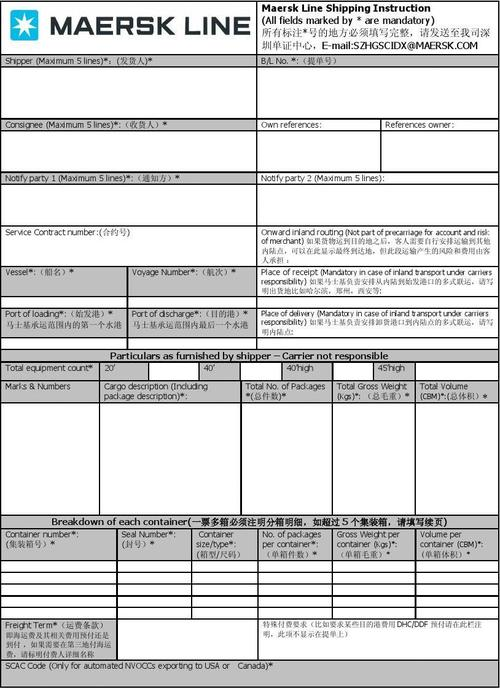 MAERSK LINE
Maersk Line Shipping Instruction
(All fields marked by * are mandatory)
所有标注*号的地方必须填写完整，请发送至我司深
圳单证中心，E-mail:SZHGSCIDX@MAERSK.COM
Shipper (Maximum 5 lines)*:（发货人）*
B/L No. *:（提单号）
Consignee (Maximum 5 lines)*:（收货人）*
Own references:
References owner:
Notify party 1 (Maximum 5 lines)*:（通知方）*
Notify party 2 (Maximum 5 lines):
Service Contract number:(合约号)
Onward inland routing (Not part of precarriage for account and risk
of merchant) 如果货物运到目的地之后，客人需自行安排运输到其他
内陆点，可以在此显示最终到达地，但此段运输产生的风险和费用由客
人承担；
Vessel*:（船名）*
Voyage Number*:（航次）*
Place of receipt (Mandatory in case of inland transport under carriers
responsibility) 如果马士基负责安排从内陆到始发港口的多式联运，请写
明出货地比如哈尔滨，郑州，西安等;
Port of loading*:（始发港）*
马士基承运范围内的第一个水港
Port of discharge*:（目的港）*
马士基承运范围内最后一个水港
Place of delivery (Mandatory in case of inland transport under carriers
responsibility) 如果马士基负责安排卸货港口到内陆点的多式联运，请写
明内陆点:
Particulars as furnished by shipper – Carrier not responsible
Total equipment count*
20'
40'
40'high
45'high
Marks & Numbers
Cargo description (Including
package description)*:
Total No. of Packages
*(总件数)*
Total Gross Weight
(Kgs)*:（总毛重）*
Total Volume
(CBM)*:(总体积）*
Breakdown of each container(一票多箱必须注明分箱明细，如超过 5 个集装箱，请填写续页)
Container number*:
(集装箱号）*
Seal Number*:
(封号）*
Container
size/type*:
(箱型/尺码）
No. of packages
per container*:
（单箱件数）*
Gross Weight per
container (Kgs)*:
（单箱毛重）*
Volume per
container (CBM)*:
(单箱体积）*
Freight Term*（运费条款）
即海运费及其相关费用预付还是
到付，如果需要在第三地付海运
费，请标明付费人详细名称
特殊付费要求（比如要求某些目的港费用 DHC/DDF 预付请在此栏注
明，此项不显示在提单上）
SCAC Code (Only for automated NVOCCs exporting to USA or Canada)*